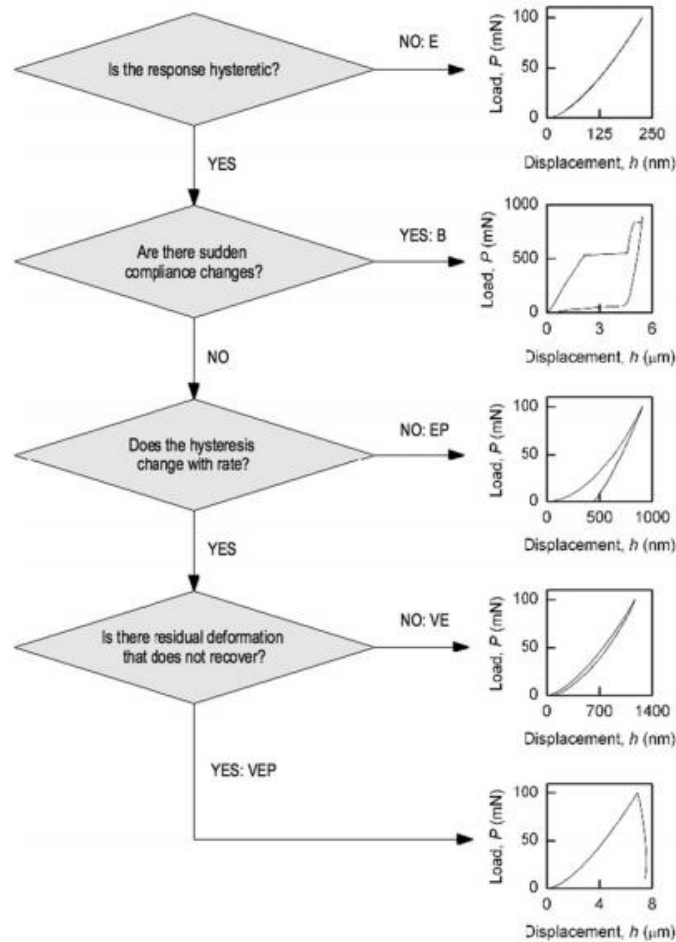 Is the response hysteretic?
NO: E
Load, P (mN)
100
50
0
0 125 250
Displacement, h (nm)
YES
Are there sudden
compliance changes?
YES: B
Load, P (mN)
1000
500
0
0 3 6
Displacement, h (μm)
NO
Does the hysteresis
change with rate?
NO: EP
Load, P (mN)
100
50
0
0 500 1000
Displacement, h (nm)
YES
Is there residual deformation
that does not recover?
NO: VE
Load, P (mN)
100
50
0
0 700 1400
Displacement, h (nm)
YES: VEP
Load, P (mN)
100
50
0
0 4 8
Displacement, h (μm)